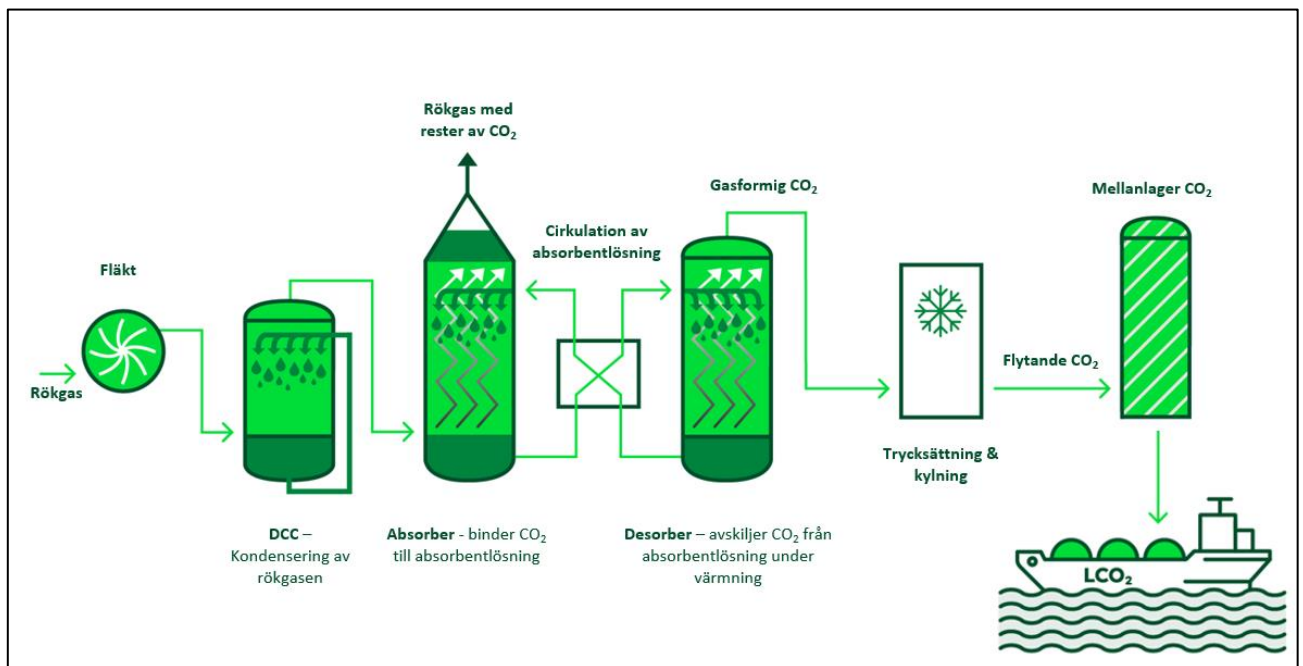 Rökgas med
rester av CO₂
Gasformig CO₂
Mellanlager CO₂
Cirkulation av
absorbentlösning
Fläkt
Rökgas
Flytande CO₂
Trycksättning &
kylning
DCC –
Kondensering av
rökgasen
Absorber - binder CO₂
till absorbentlösning
Desorber – avskiljer CO₂ från
absorbentlösning under
värmning
LCO₂